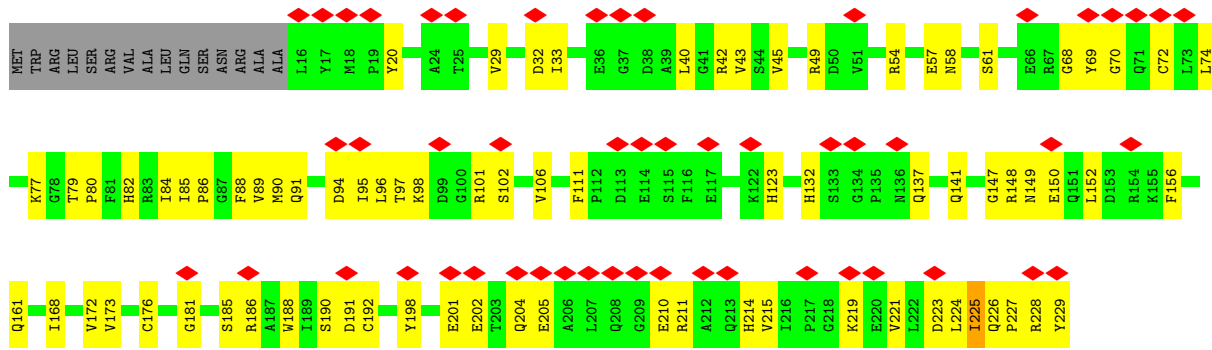 MET TRP ARG LEU SER ARG VAL ALA LEU GLN SER ASN ARG ALA ALA L16 Y17 M18 P19 Y20 A24 T25 V29 D32 I33 E36 G37 D38 A39 L40 G41 R42 V43 S44 V45 R49 D50 V51 R54 E57 N58 S61 E66 R67 G68 Y69 G70 Q71 C72 L73 L74
K77 G78 T79 P80 F81 H82 R83 I84 I85 P86 G87 F88 V89 M90 Q91 D94 I95 L96 T97 K98 D99 G100 R101 S102 V106 F111 P112 D113 E114 S115 F116 E117 K122 H123 H132 S133 G134 P135 N136 Q137 Q141 G147 R148 N149 E150 Q151 L152 D153 R154 K155 F156
Q161 I168 V172 V173 C176 G181 S185 R186 A187 W188 I189 S190 D191 C192 Y198 E201 E202 T203 Q204 E205 A206 L207 Q208 G209 E210 R211 A212 Q213 H214 V215 I216 P217 G218 K219 E220 V221 L222 D223 L224 I225 Q226 P227 R228 Y229